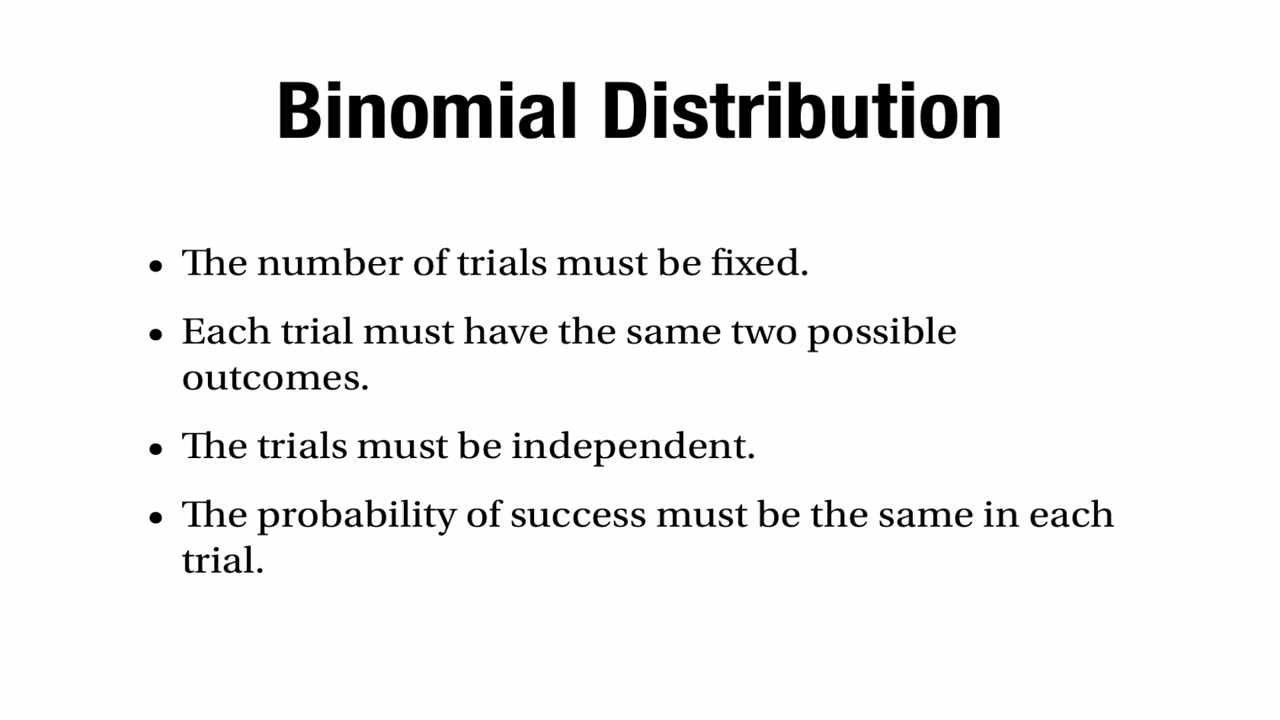 Binomial Distribution
• The number of trials must be fixed.
• Each trial must have the same two possible
outcomes.
• The trials must be independent.
• The probability of success must be the same in each
trial.